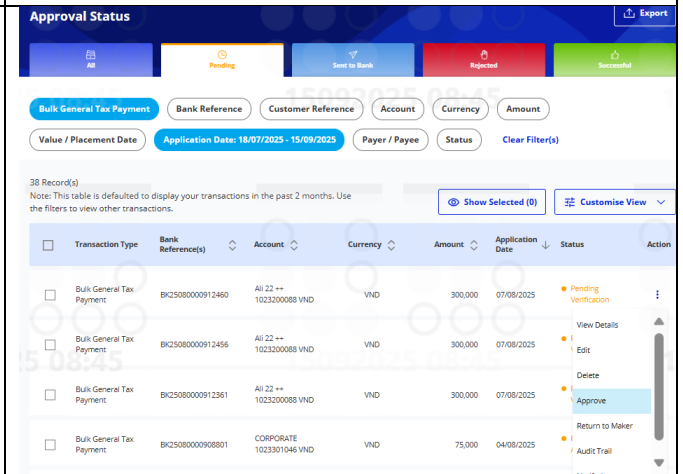 Approval Status
Export
All
Pending
Sent to Bank
Rejected
Successful
Bulk General Tax Payment
Bank Reference
Customer Reference
Account
Currency
Amount
Value / Placement Date
Application Date: 18/07/2025 - 15/09/2025
Payer / Payee
Status
Clear Filter(s)
38 Record(s)
Note: This table is defaulted to display your transactions in the past 2 months. Use
the filters to view other transactions.
Show Selected (0)
Customise View
Transaction Type
Bank
Reference(s)
Account
Currency
Amount
Application
Date
Status
Action
Bulk General Tax
Payment
BK25080000912460
Ali 22 ++
1023200088 VND
VND
300,000
07/08/2025
Pending
Verification
View Details
Edit
Delete
Approve
Return to Maker
Audit Trail
Bulk General Tax
Payment
BK25080000912456
Ali 22 ++
1023200088 VND
VND
300,000
07/08/2025
Bulk General Tax
Payment
BK25080000912361
Ali 22 ++
1023200088 VND
VND
300,000
07/08/2025
Bulk General Tax
Payment
BK25080000908801
CORPORATE
1023301046 VND
VND
75,000
04/08/2025
15092025 08:45